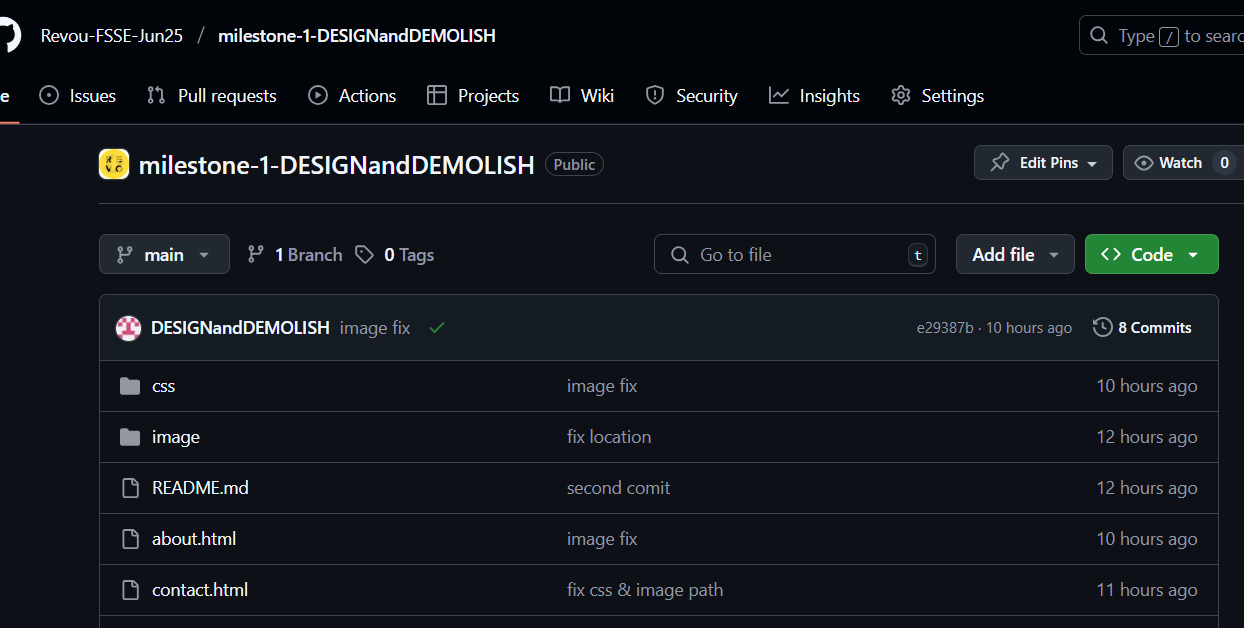 Revou-FSSE-Jun25 / milestone-1-DESIGNandDEMOLISH
Type / to searc
e Issues Pull requests Actions Projects Wiki Security Insights Settings
milestone-1-DESIGNandDEMOLISH Public Edit Pins Watch 0
main 1 Branch 0 Tags Go to file t Add file Code
DESIGNandDEMOLISH image fix e29387b · 10 hours ago 8 Commits
css image fix 10 hours ago
image fix location 12 hours ago
README.md second comit 12 hours ago
about.html image fix 10 hours ago
contact.html fix css & image path 11 hours ago